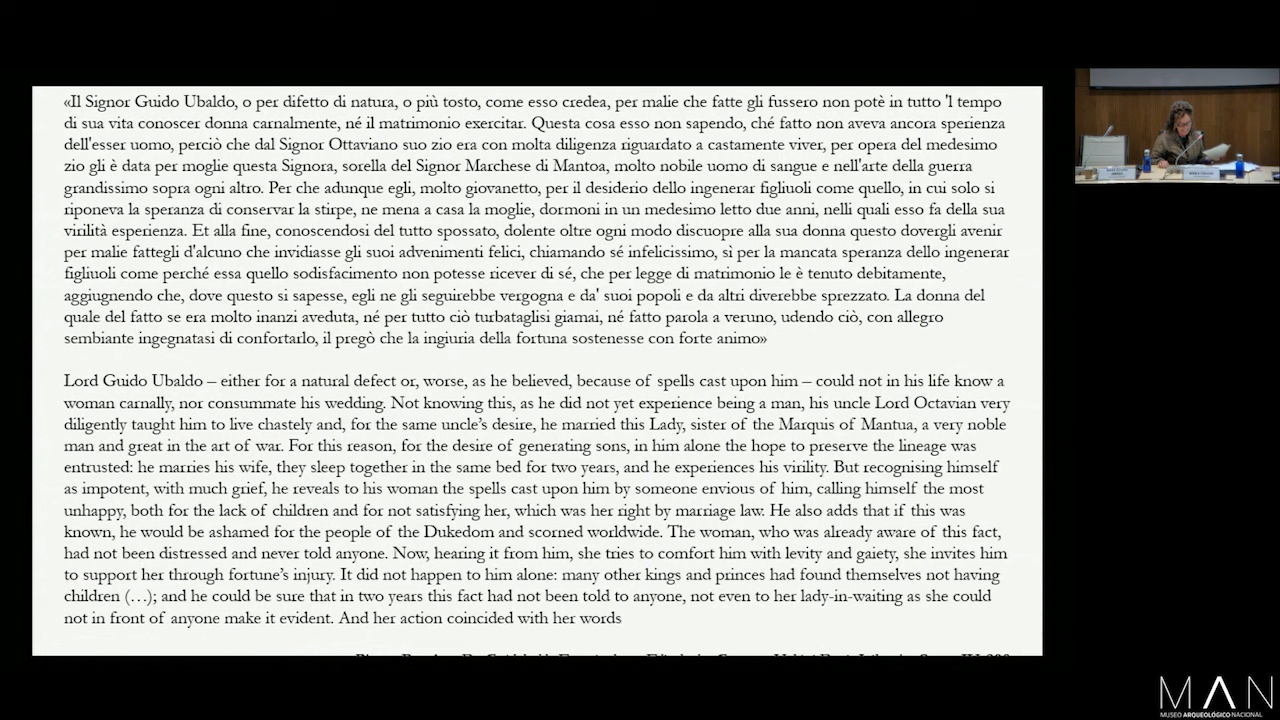 «Il Signor Guido Ubaldo, o per difetto di natura, o più tosto, come esso credea, per malie che fatte gli fussero non potè in tutto 'l tempo
di sua vita conoscer donna carnalmente, né il matrimonio exercitar. Questa cosa esso non sapendo, ché fatto non aveva ancora sperienza
dell'esser uomo, perciò che dal Signor Ottaviano suo zio era con molta diligenza riguardato a castamente viver, per opera del medesimo
zio gli è data per moglie questa Signora, sorella del Signor Marchese di Mantoa, molto nobile uomo di sangue e nell'arte della guerra
grandissimo sopra ogni altro. Per che adunque egli, molto giovanetto, per il desiderio dello ingenerar figliuoli come quello, in cui solo si
riponeva la speranza di conservar la stirpe, ne mena a casa la moglie, dormoni in un medesimo letto due anni, nelli quali esso fa della sua
virilità esperienza. Et alla fine, conoscendosi del tutto spossato, dolente oltre ogni modo discuopre alla sua donna questo dovergli avenir
per malie fattegli d'alcuno che invidiasse gli suoi advenimenti felici, chiamando sé infelicissimo, sì per la mancata speranza dello ingenerar
figliuoli come perché essa quello sodisfacimento non potesse ricever di sé, che per legge di matrimonio le è tenuto debitamente,
aggiugnendo che, dove questo si sapesse, egli ne gli seguirebbe vergogna e da' suoi popoli e da altri diverebbe sprezzato. La donna del
quale del fatto se era molto inanzi aveduta, né per tutto ciò turbataglisi giamai, né fatto parola a veruno, udendo ciò, con allegro
sembiante ingegnatasi di confortarlo, il pregò che la ingiuria della fortuna sostenesse con forte animo»
Lord Guido Ubaldo – either for a natural defect or, worse, as he believed, because of spells cast upon him – could not in his life know a
woman carnally, nor consummate his wedding. Not knowing this, as he did not yet experience being a man, his uncle Lord Octavian very
diligently taught him to live chastely and, for the same uncle's desire, he married this Lady, sister of the Marquis of Mantua, a very noble
man and great in the art of war. For this reason, for the desire of generating sons, in him alone the hope to preserve the lineage was
entrusted: he marries his wife, they sleep together in the same bed for two years, and he experiences his virility. But recognising himself
as impotent, with much grief, he reveals to his woman the spells cast upon him by someone envious of him, calling himself the most
unhappy, both for the lack of children and for not satisfying her, which was her right by marriage law. He also adds that if this was
known, he would be ashamed for the people of the Dukedom and scorned worldwide. The woman, who was already aware of this fact,
had not been distressed and never told anyone. Now, hearing it from him, she tries to comfort him with levity and gaiety, she invites him
to support her through fortune's injury. It did not happen to him alone: many other kings and princes had found themselves not having
children (…); and he could be sure that in two years this fact had not been told to anyone, not even to her lady-in-waiting as she could
not in front of anyone make it evident. And her action coincided with her words
MAN
MUSEO ARQUEOLÓGICO NACIONAL